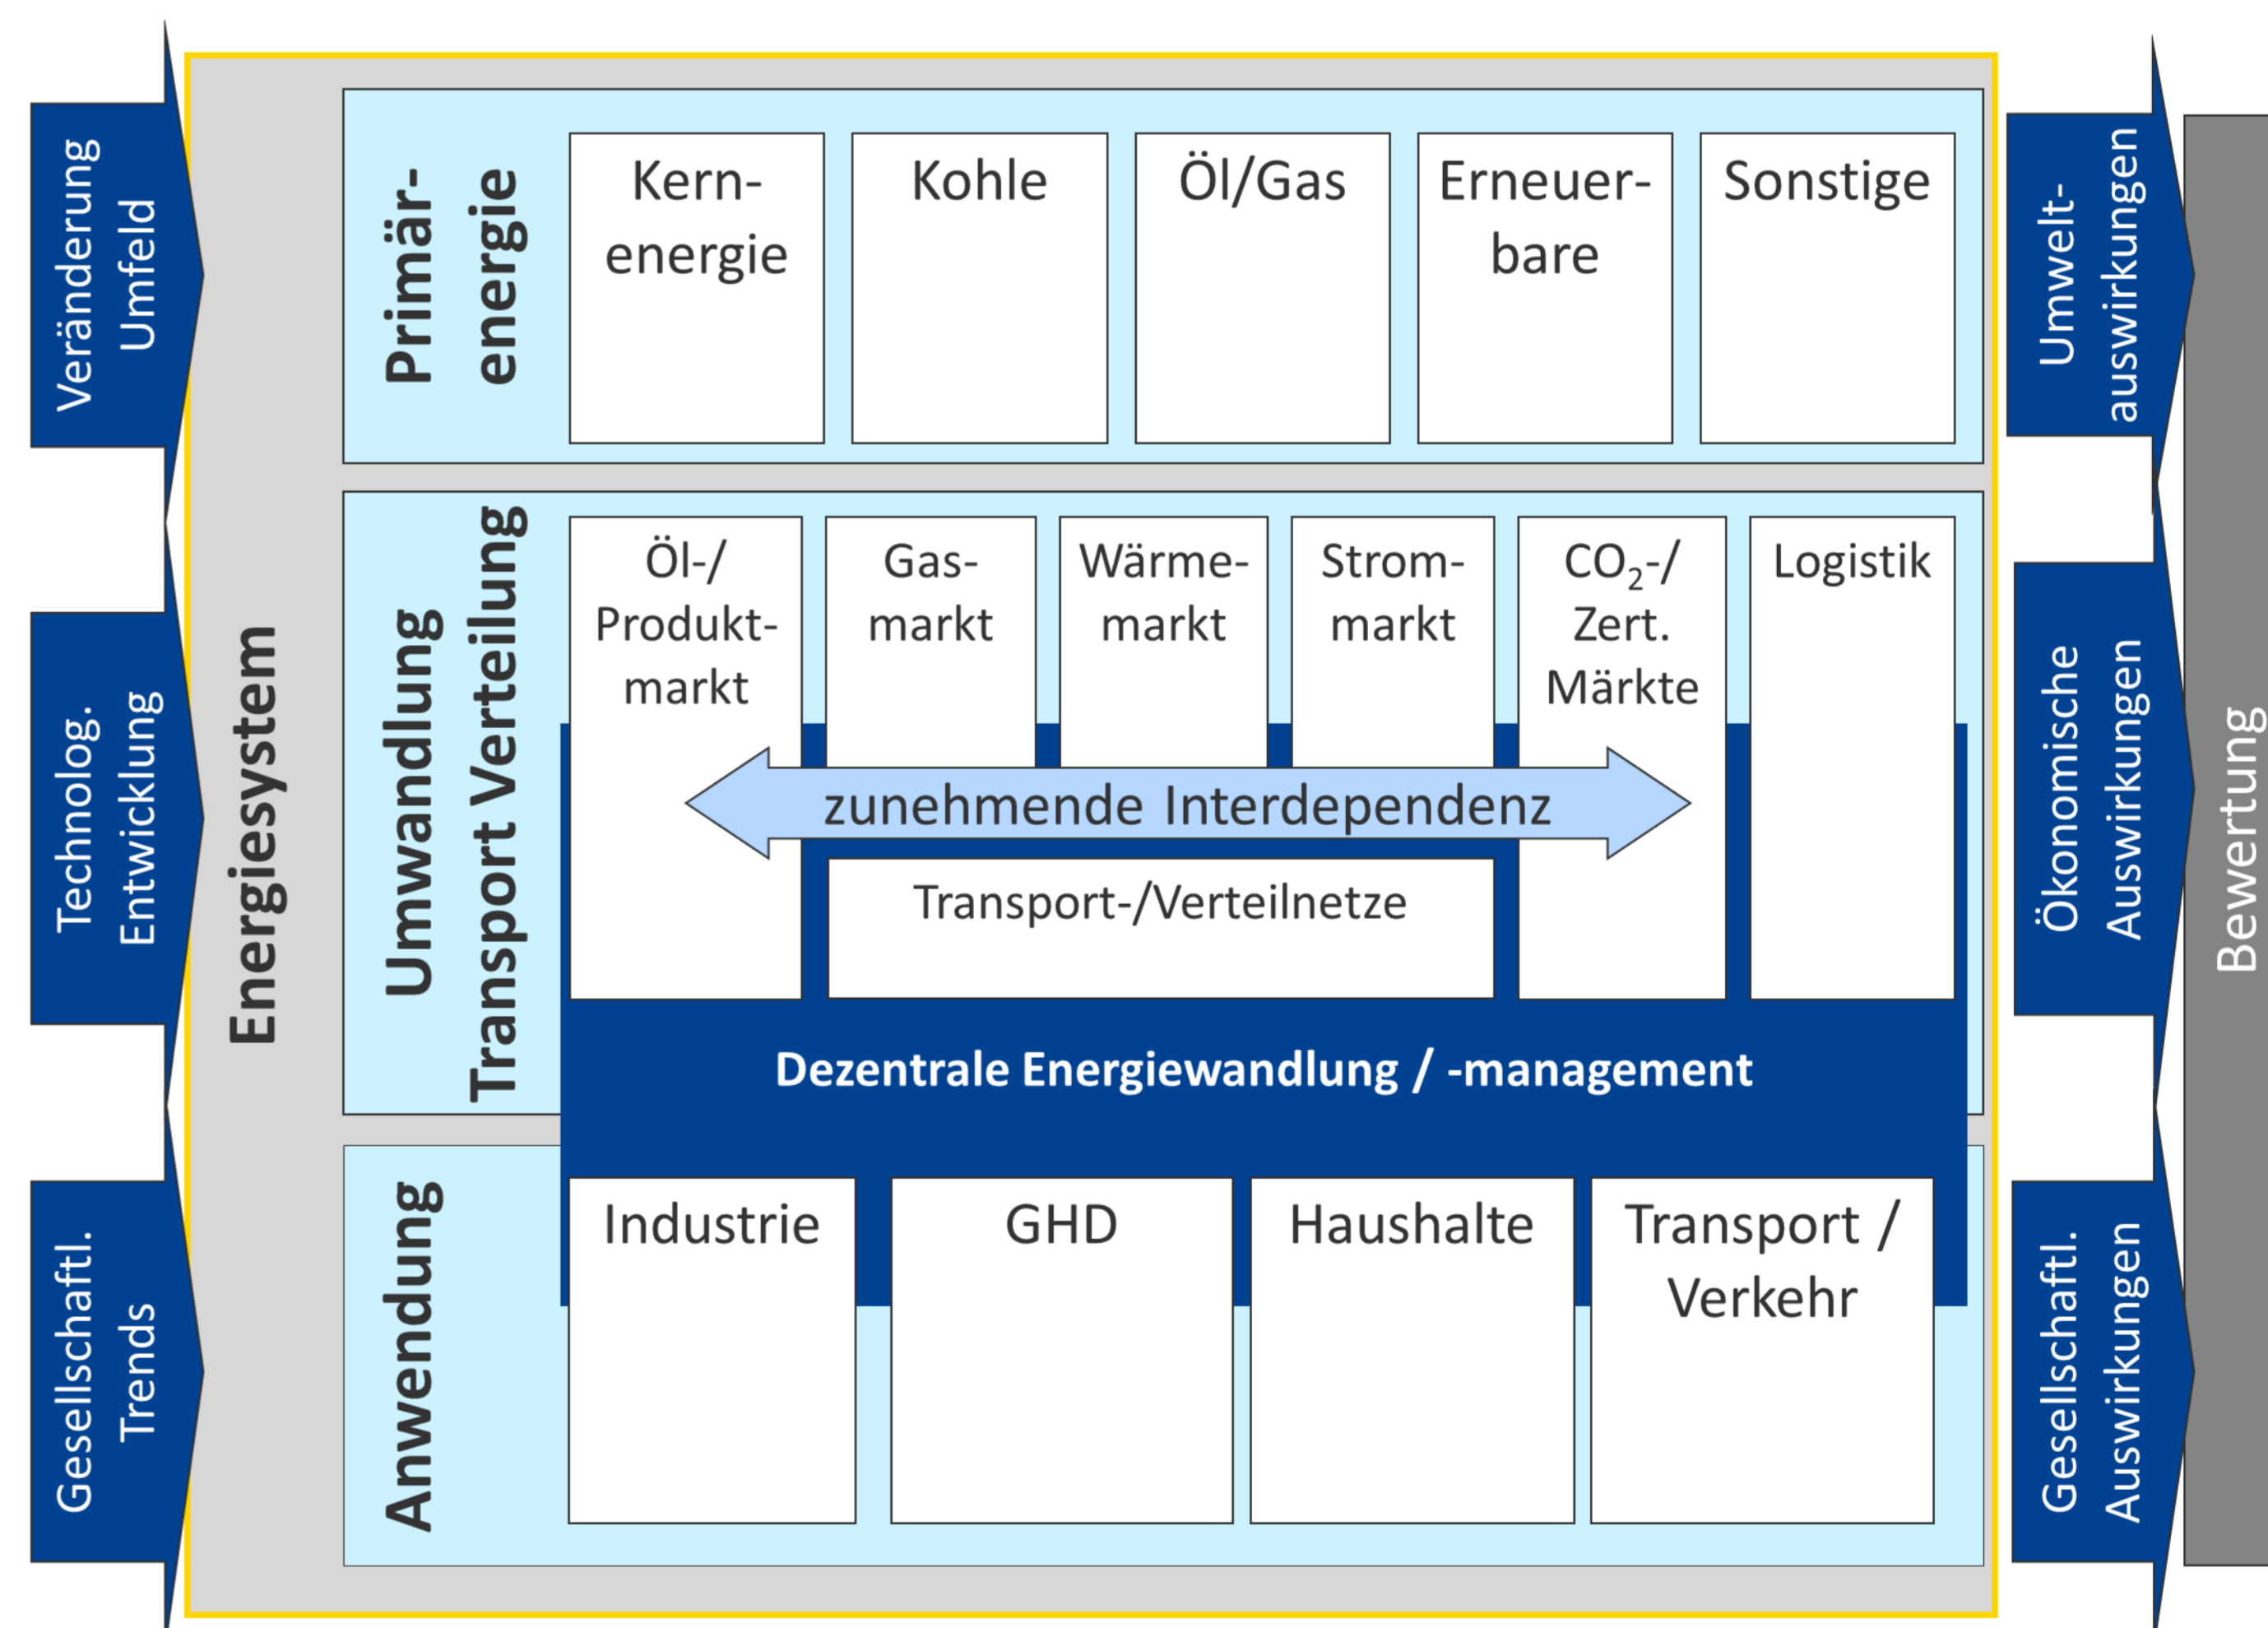 Veränderung
Umfeld
Technolog.
Entwicklung
Gesellschaftl.
Trends
Energiesystem
Primär-
energie
Kern-
energie
Kohle
Öl/Gas
Erneuer-
bare
Sonstige
Umwandlung
Transport Verteilung
Öl-/
Produkt-
markt
Gas-
markt
Wärme-
markt
Strom-
markt
CO₂-/
Zert.
Märkte
Logistik
zunehmende Interdependenz
Transport-/Verteilnetze
Dezentrale Energiewandlung / -management
Anwendung
Industrie
GHD
Haushalte
Transport /
Verkehr
Umwelt-
auswirkungen
Ökonomische
Auswirkungen
Gesellschaftl.
Auswirkungen
Bewertung